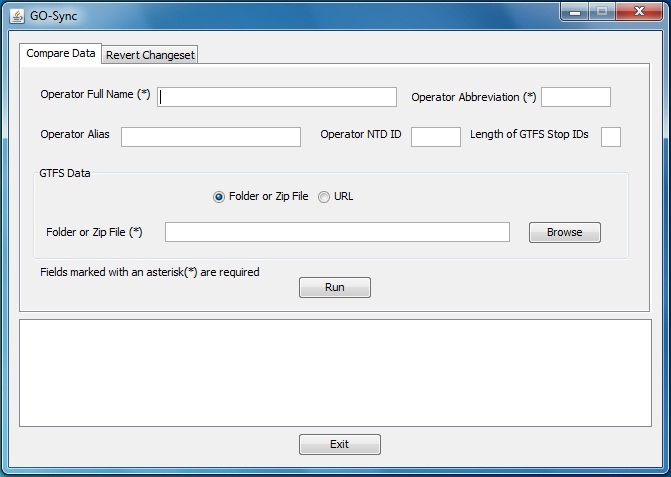 GO-Sync
Compare Data Revert Changeset
Operator Full Name (*) Operator Abbreviation (*)
Operator Alias Operator NTD ID Length of GTFS Stop IDs
GTFS Data
Folder or Zip File URL
Folder or Zip File (*) Browse
Fields marked with an asterisk(*) are required
Run
Exit